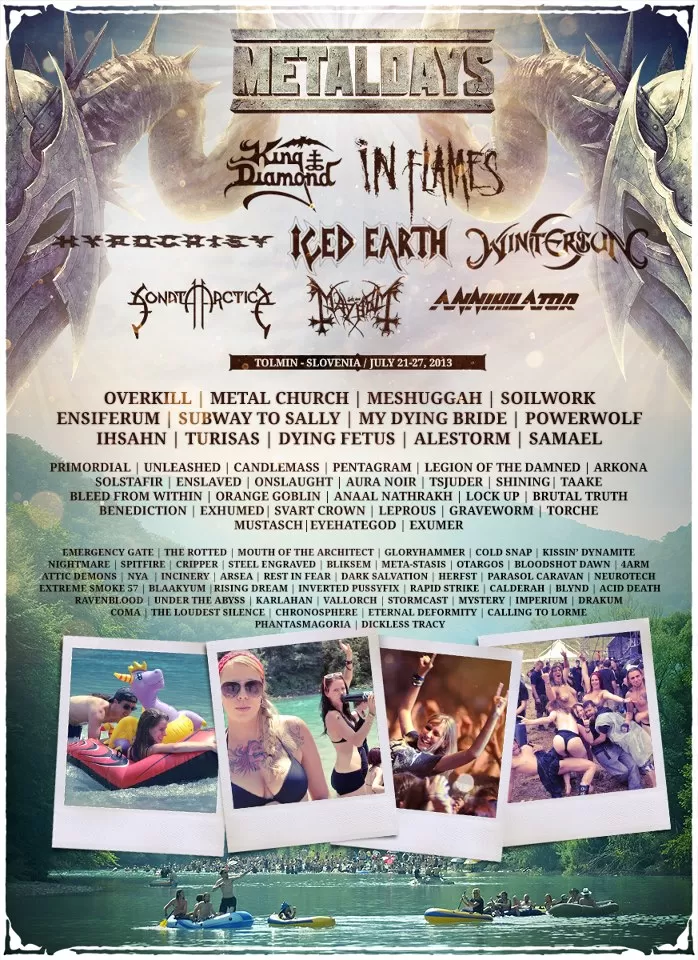 METALDAYS
King Diamond IN FLAMES
HYPOCRISY ICED EARTH WINTERSUN
SONATA ARCTICA MAYHEM ANNIHILATOR
TOLMIN - SLOVENIA / JULY 21-27, 2013
OVERKILL | METAL CHURCH | MESHUGGAH | SOILWORK
ENSIFERUM | SUBWAY TO SALLY | MY DYING BRIDE | POWERWOLF
IHSAHN | TURISAS | DYING FETUS | ALESTORM | SAMAEL
PRIMORDIAL | UNLEASHED | CANDLEMASS | PENTAGRAM | LEGION OF THE DAMNED | ARKONA
SOLSTAFIR | ENSLAVED | ONSLAUGHT | AURA NOIR | TSJUDER | SHINING | TAAKE
BLEED FROM WITHIN | ORANGE GOBLIN | ANAAL NATHRAKH | LOCK UP | BRUTAL TRUTH
BENEDICTION | EXHUMED | SVART CROWN | LEPROUS | GRAVEWORM | TORCHE
MUSTASCH | EYEHATEGOD | EXUMER
EMERGENCY GATE | THE ROTTED | MOUTH OF THE ARCHITECT | GLORYHAMMER | COLD SNAP | KISSIN' DYNAMITE
NIGHTMARE | SPITFIRE | CRIPPER | STEEL ENGRAVED | BLIKSEM | META-STASIS | OTARGOS | BLOODSHOT DAWN | 4ARM
ATTIC DEMONS | NYA | INCINERY | ARSEA | REST IN FEAR | DARK SALVATION | HERFST | PARASOL CARAVAN | NEUROTECH
EXTREME SMOKE 57 | BLAAKYUM | RISING DREAM | INVERTED PUSSYFIX | RAPID STRIKE | CALDERAH | BLYND | ACID DEATH
RAVENBLOOD | UNDER THE ABYSS | KARLAHAN | VALLORCH | STORMCAST | MYSTERY | IMPERIUM | DRAKUM
COMA | THE LOUDEST SILENCE | CHRONOSPHERE | ETERNAL DEFORMITY | CALLING TO LORME
PHANTASMAGORIA | DICKLESS TRACY